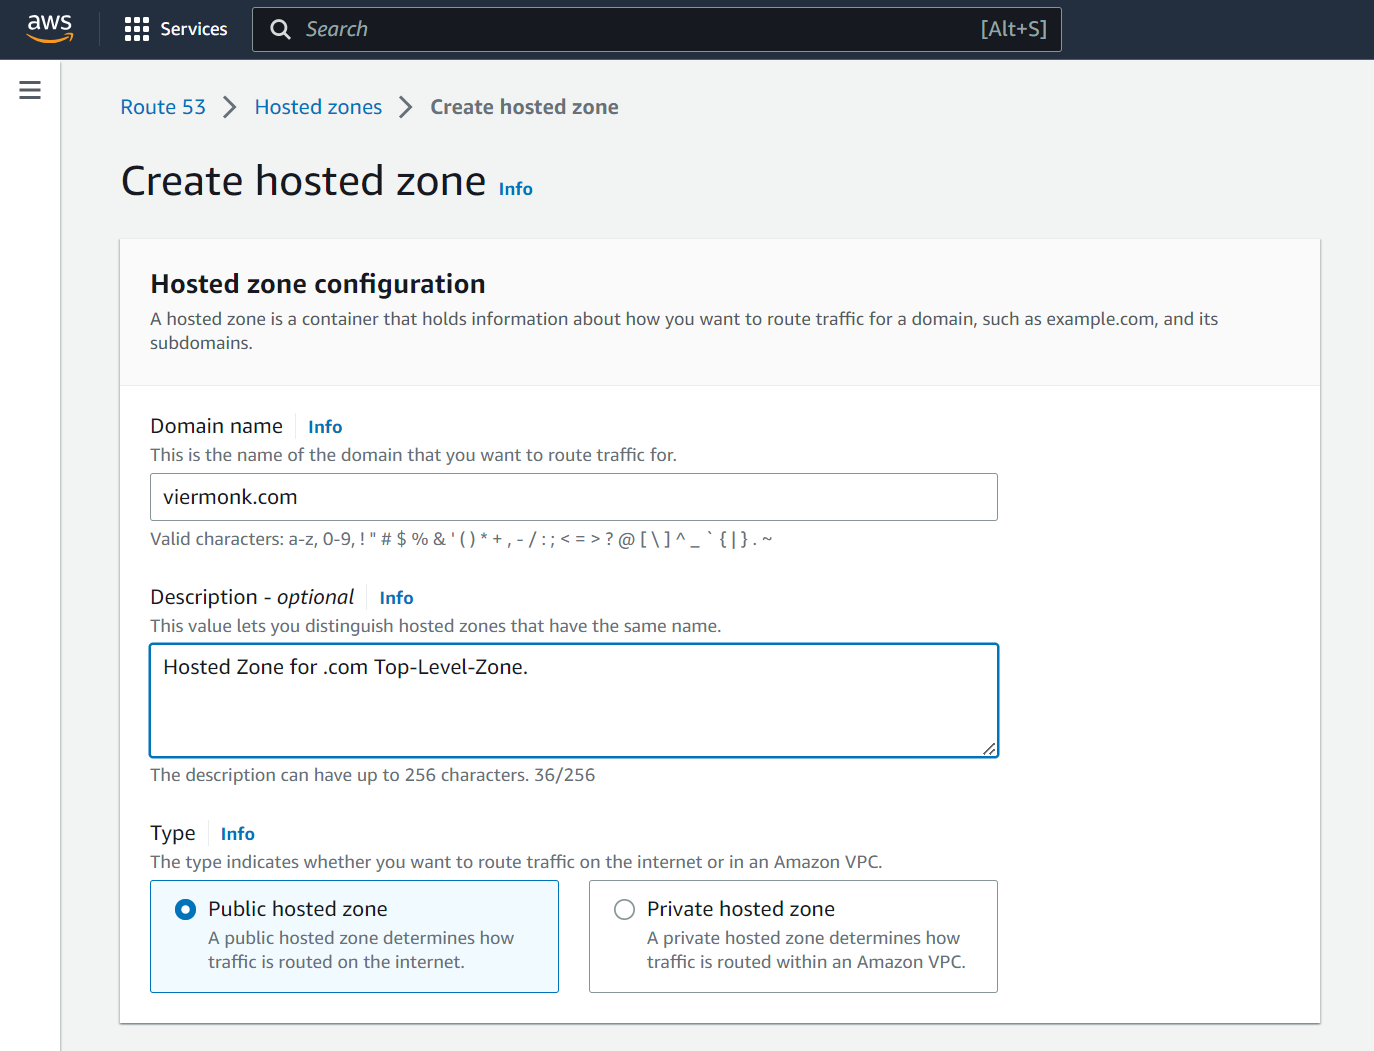 aws Services Search [Alt+S]
Route 53 Hosted zones Create hosted zone
Create hosted zone Info
Hosted zone configuration
A hosted zone is a container that holds information about how you want to route traffic for a domain, such as example.com, and its
subdomains.
Domain name Info
This is the name of the domain that you want to route traffic for.
viermonk.com
Valid characters: a-z, 0-9, ! " # $ % & ' ( ) * + , - / : ; < = > ? @ [ \ ] ^ _ ` { | } . ~
Description - optional Info
This value lets you distinguish hosted zones that have the same name.
Hosted Zone for .com Top-Level-Zone.
The description can have up to 256 characters. 36/256
Type Info
The type indicates whether you want to route traffic on the internet or in an Amazon VPC.
Public hosted zone
A public hosted zone determines how
traffic is routed on the internet.
Private hosted zone
A private hosted zone determines how
traffic is routed within an Amazon VPC.